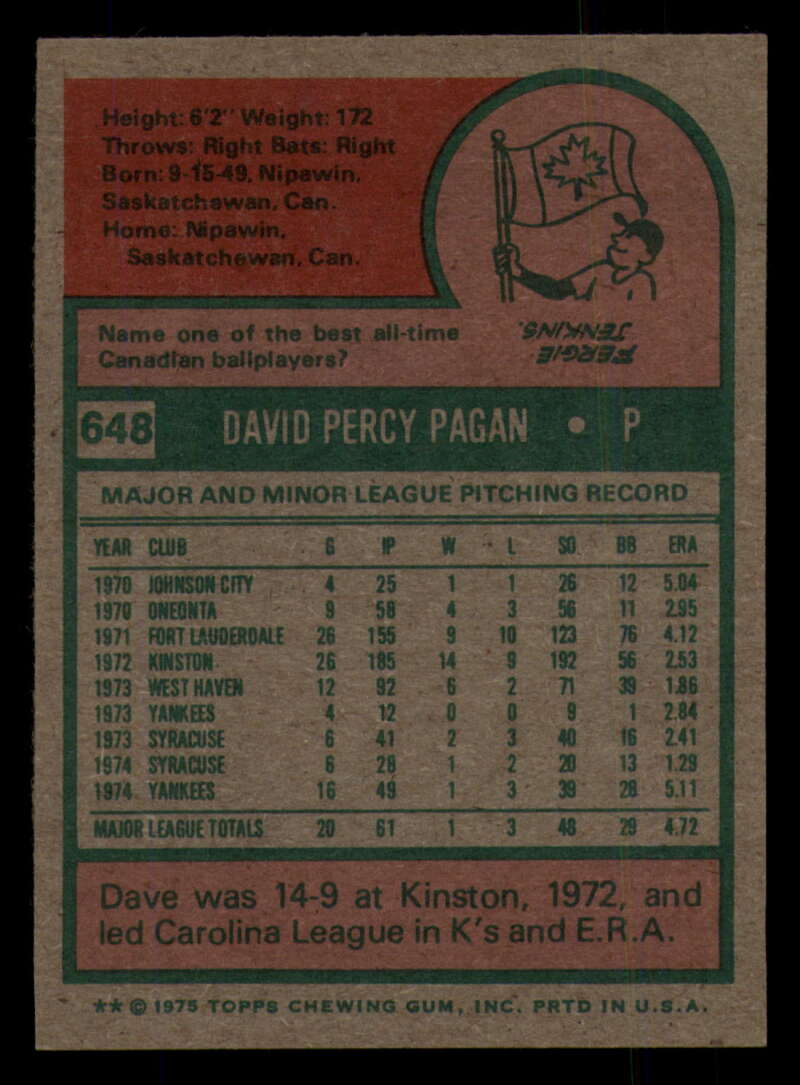 Height: 6'2" Weight: 172
Throws: Right Bats: Right
Born: 9-15-49, Nipawin,
Saskatchewan, Can.
Home: Nipawin,
Saskatchewan, Can.
Name one of the best all-time
Canadian ballplayers?
FERGIE
JENKINS.
648 DAVID PERCY PAGAN • P
MAJOR AND MINOR LEAGUE PITCHING RECORD
YEAR CLUB G IP W L SO BB ERA
1970 JOHNSON CITY 4 25 1 1 26 12 5.04
1970 ONEONTA 9 58 4 3 56 11 2.95
1971 FORT LAUDERDALE 26 155 9 10 123 76 4.12
1972 KINSTON 26 185 14 9 192 56 2.53
1973 WEST HAVEN 12 92 6 2 71 39 1.86
1973 YANKEES 4 12 0 0 9 1 2.84
1973 SYRACUSE 6 41 2 3 40 16 2.41
1974 SYRACUSE 6 28 1 2 20 13 1.29
1974 YANKEES 16 49 1 3 39 28 5.11
MAJOR LEAGUE TOTALS 20 61 1 3 48 29 4.72
Dave was 14-9 at Kinston, 1972, and
led Carolina League in K's and E.R.A.
** © 1975 TOPPS CHEWING GUM, INC. PRTD IN U.S.A.